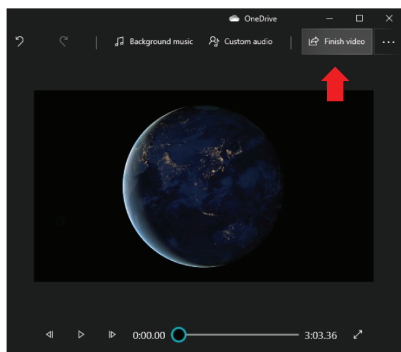 OneDrive
Background music Custom audio Finish video
0:00.00 3:03.36